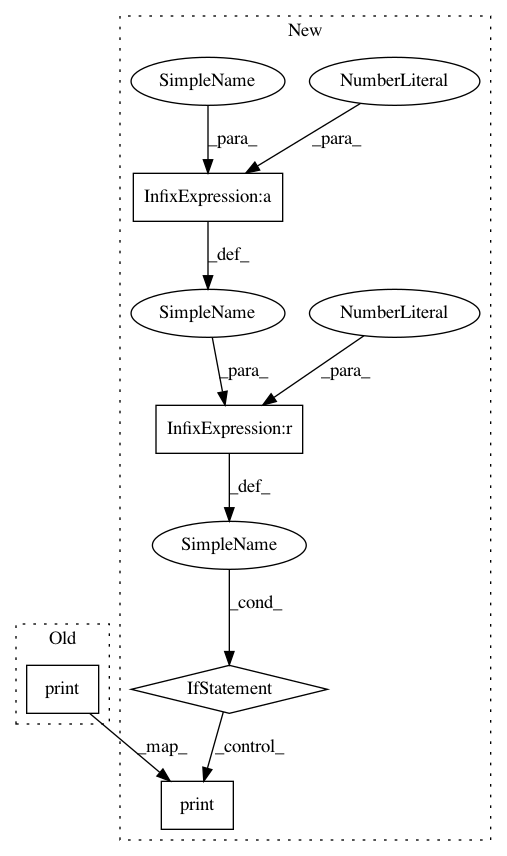 New
SimpleName
NumberLiteral
_para_
_para_
InfixExpression:a
_def_
SimpleName
NumberLiteral
_para_
_para_
InfixExpression:r
_def_
SimpleName
_cond_
Old
print
IfStatement
_map_
_control_
print